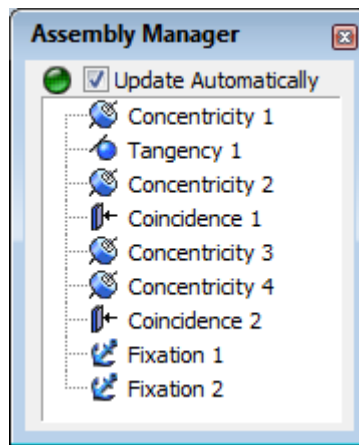 Assembly Manager
Update Automatically
Concentricity 1
Tangency 1
Concentricity 2
Coincidence 1
Concentricity 3
Concentricity 4
Coincidence 2
Fixation 1
Fixation 2